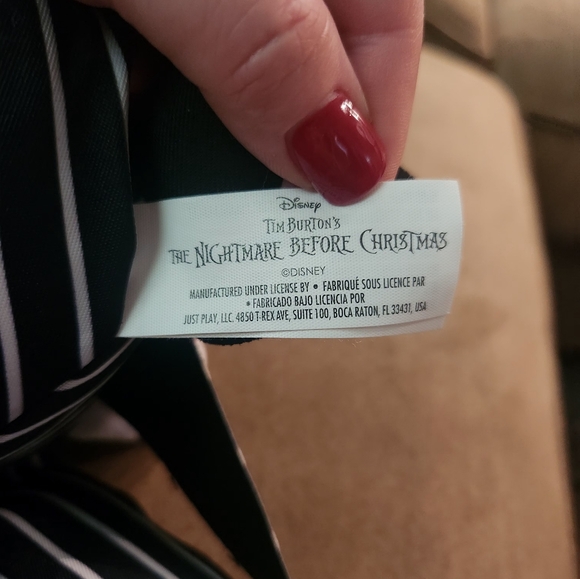 Disney
Tim Burton's
The Nightmare Before Christmas
©DISNEY
MANUFACTURED UNDER LICENSE BY • FABRIQUÉ SOUS LICENCE PAR
• FABRICADO BAJO LICENCIA POR
JUST PLAY, LLC. 4850 T-REX AVE, SUITE 100, BOCA RATON, FL 33431, USA